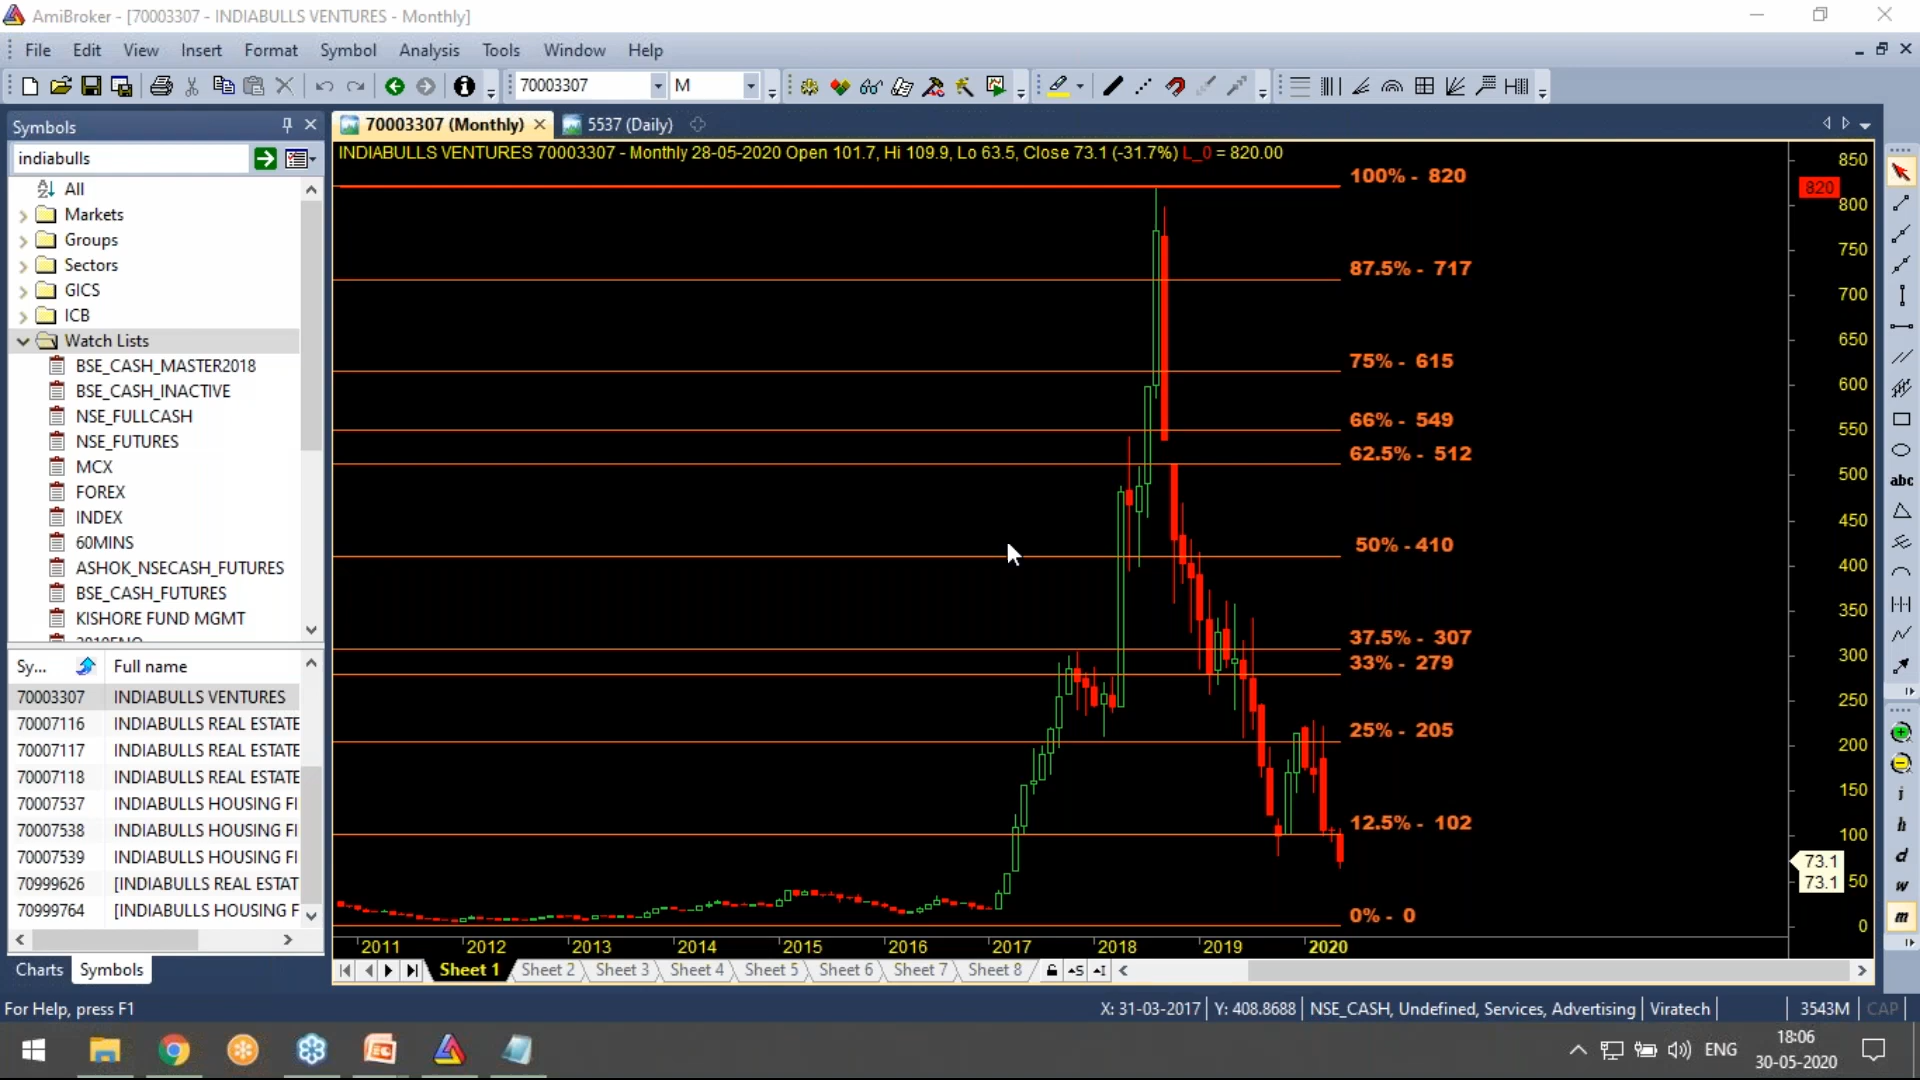 AmiBroker - [70003307 - INDIABULLS VENTURES - Monthly]
File Edit View Insert Format Symbol Analysis Tools Window Help
70003307 M
Symbols
70003307 (Monthly) 5537 (Daily)
indiabulls
INDIABULLS VENTURES 70003307 - Monthly 28-05-2020 Open 101.7, Hi 109.9, Lo 63.5, Close 73.1 (-31.7%) L_0 = 820.00
All
Markets
Groups
Sectors
GICS
ICB
Watch Lists
BSE_CASH_MASTER2018
BSE_CASH_INACTIVE
NSE_FULLCASH
NSE_FUTURES
MCX
FOREX
INDEX
60MINS
ASHOK_NSECASH_FUTURES
BSE_CASH_FUTURES
KISHORE FUND MGMT
Sy... Full name
70003307 INDIABULLS VENTURES
70007116 INDIABULLS REAL ESTATE
70007117 INDIABULLS REAL ESTATE
70007118 INDIABULLS REAL ESTATE
70007537 INDIABULLS HOUSING FI
70007538 INDIABULLS HOUSING FI
70007539 INDIABULLS HOUSING FI
70999626 [INDIABULLS REAL ESTAT
70999764 [INDIABULLS HOUSING F
Charts Symbols
100% - 820
87.5% - 717
75% - 615
66% - 549
62.5% - 512
50% - 410
37.5% - 307
33% - 279
25% - 205
12.5% - 102
0% - 0
850
820
800
750
700
650
600
550
500
450
400
350
300
250
200
150
100
73.1
73.1
50
0
abc
i
h
d
w
m
2011 2012 2013 2014 2015 2016 2017 2018 2019 2020
Sheet 1 Sheet 2 Sheet 3 Sheet 4 Sheet 5 Sheet 6 Sheet 7 Sheet 8
For Help, press F1
X: 31-03-2017 Y: 408.8688 NSE_CASH, Undefined, Services, Advertising Viratech 3543M CAP
ENG
18:06
30-05-2020